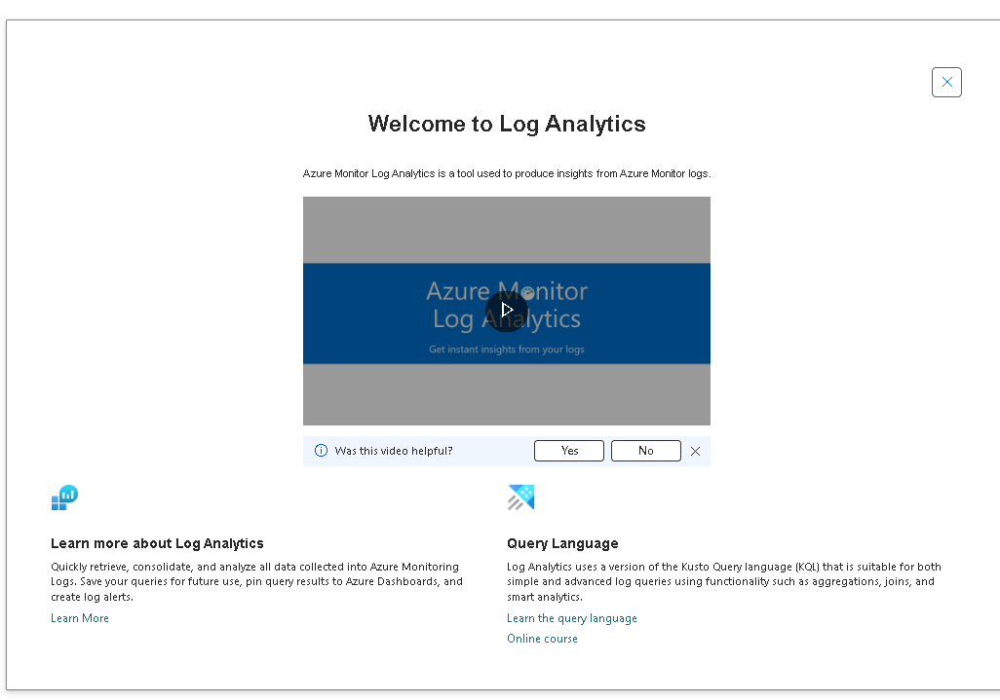 Welcome to Log Analytics
Azure Monitor Log Analytics is a tool used to produce insights from Azure Monitor logs.
Azure Monitor
Log Analytics
Get instant insights from your logs
Was this video helpful?
Yes
No
Learn more about Log Analytics
Quickly retrieve, consolidate, and analyze all data collected into Azure Monitoring
Logs. Save your queries for future use, pin query results to Azure Dashboards, and
create log alerts.
Learn More
Query Language
Log Analytics uses a version of the Kusto Query language (KQL) that is suitable for both
simple and advanced log queries using functionality such as aggregations, joins, and
smart analytics.
Learn the query language
Online course